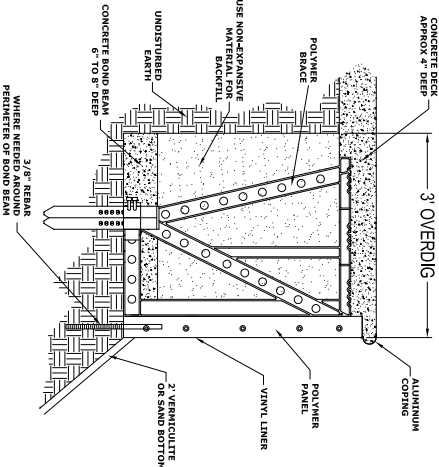 CONCRETE DECK
APPROX 4" DEEP
3' OVERDIG
ALUMINUM
COPING
POLYMER
BRACE
POLYMER
PANEL
USE NON-EXPANSIVE
MATERIAL FOR
BACKFILL
VINYL LINER
UNDISTURBED
EARTH
CONCRETE BOND BEAM
6" TO 8" DEEP
2' VERMICULITE
OR SAND BOTTOM
3/8" REBAR
WHERE NEEDED AROUND
PERIMETER OF BOND BEAM